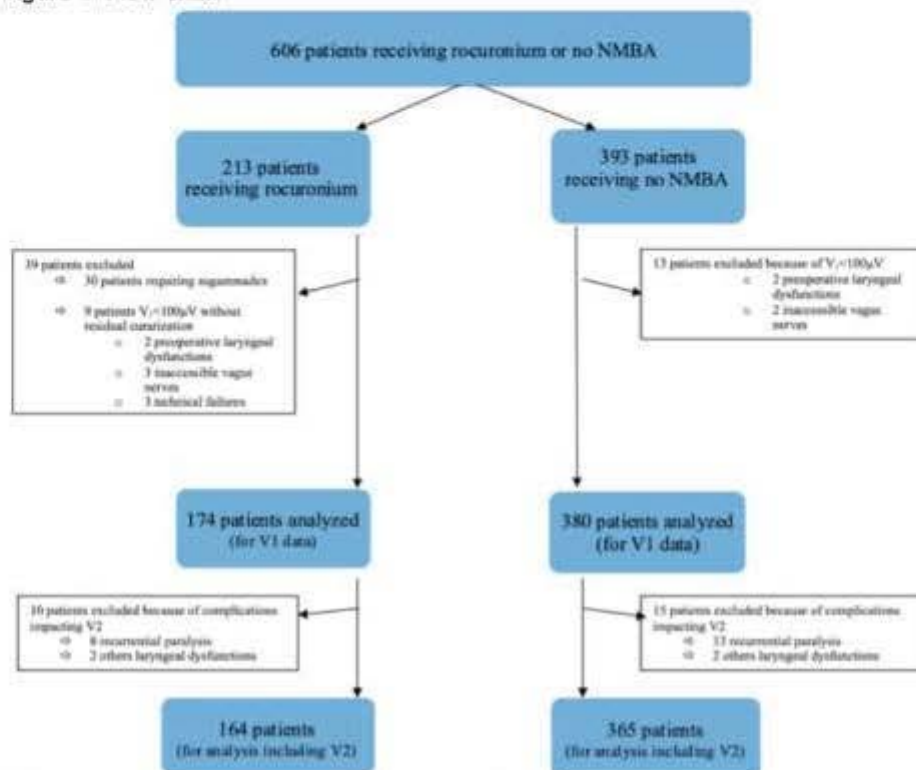 606 patients receiving rocuronium or no NMBA
213 patients
receiving rocuronium
393 patients
receiving no NMBA
39 patients excluded
⇨ 30 patients requiring sugammadex
⇨ 9 patients V₁<100µV without
residual curarization
o 2 preoperative laryngeal
dysfunctions
o 3 inaccessible vague
nerves
o 3 technical failures
13 patients excluded because of V₁<100µV
o 2 preoperative laryngeal
dysfunctions
o 2 inaccessible vague
nerves
174 patients analyzed
(for V1 data)
380 patients analyzed
(for V1 data)
10 patients excluded because of complications
impacting V2
⇨ 8 recurrential paralysis
⇨ 2 others laryngeal dysfunctions
15 patients excluded because of complications
impacting V2
⇨ 13 recurrential paralysis
⇨ 2 others laryngeal dysfunctions
164 patients
(for analysis including V2)
365 patients
(for analysis including V2)